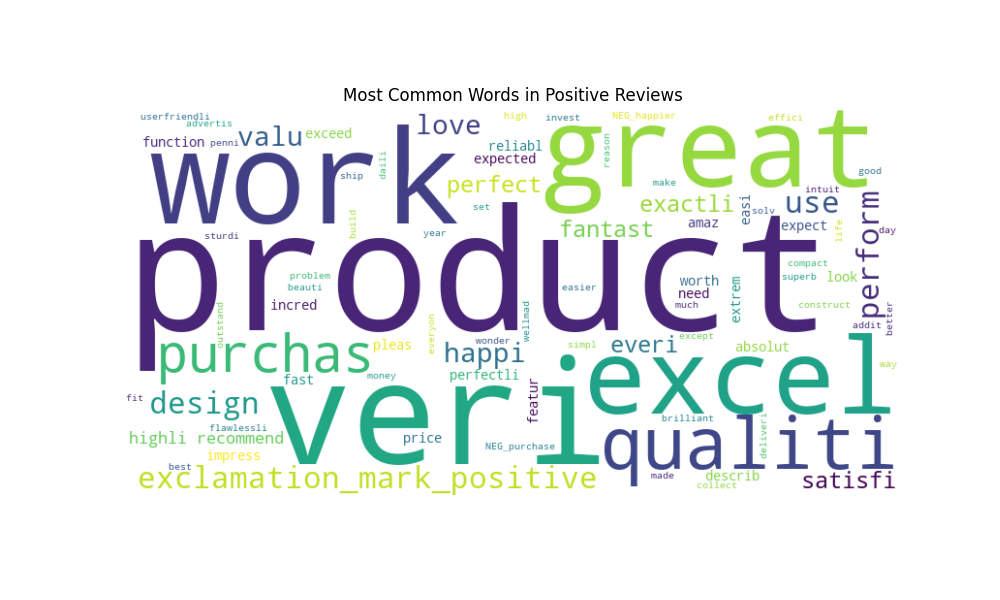 Most Common Words in Positive Reviews
userfriendli
advertis
function
penni
valu
exceed
love
high
invest
NEG_happier
effici
reliabl
expected
reason
great
work
daili
ship
perfect
make
good
intuit
exactli
easi
solv
use
perform
day
set
fantast
amaz
expect
life
sturdi
build
year
product
problem
beauti
incred
easier
worth
need
much
extrem
compact
superb
look
construct
addit
better
outstand
purchas
pleas
everyon
happi
wonder
wellmad
simpl
everi
except
absolut
way
fast
money
perfectli
excel
fit
design
veri
featur
flawlessli
highli recommend
price
NEG_purchase
brilliant
deliveri
qualiti
impress
best
exclamation_mark_positive
made
describ
collect
satisfi